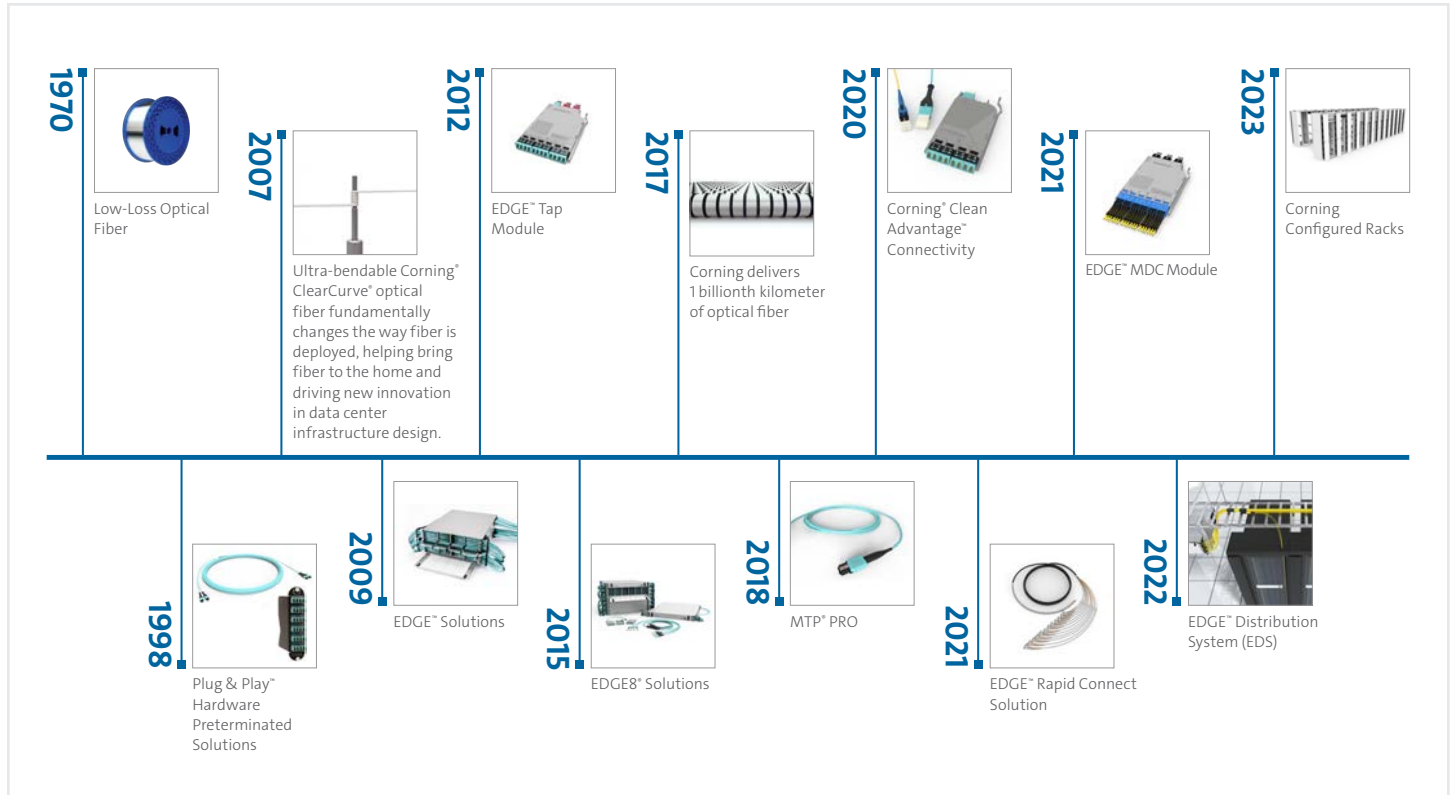 1970
Low-Loss Optical
Fiber
2007
Ultra-bendable Corning®
ClearCurve® optical
fiber fundamentally
changes the way fiber is
deployed, helping bring
fiber to the home and
driving new innovation
in data center
infrastructure design.
2012
EDGE™ Tap
Module
2017
Corning delivers
1 billionth kilometer
of optical fiber
2020
Corning® Clean
Advantage™
Connectivity
2021
EDGE™ MDC Module
2023
Corning
Configured Racks
1998
Plug & Play™
Hardware
Preterminated
Solutions
2009
EDGE™ Solutions
2015
EDGE8® Solutions
2018
MTP® PRO
2021
EDGE™ Rapid Connect
Solution
2022
EDGE™ Distribution
System (EDS)